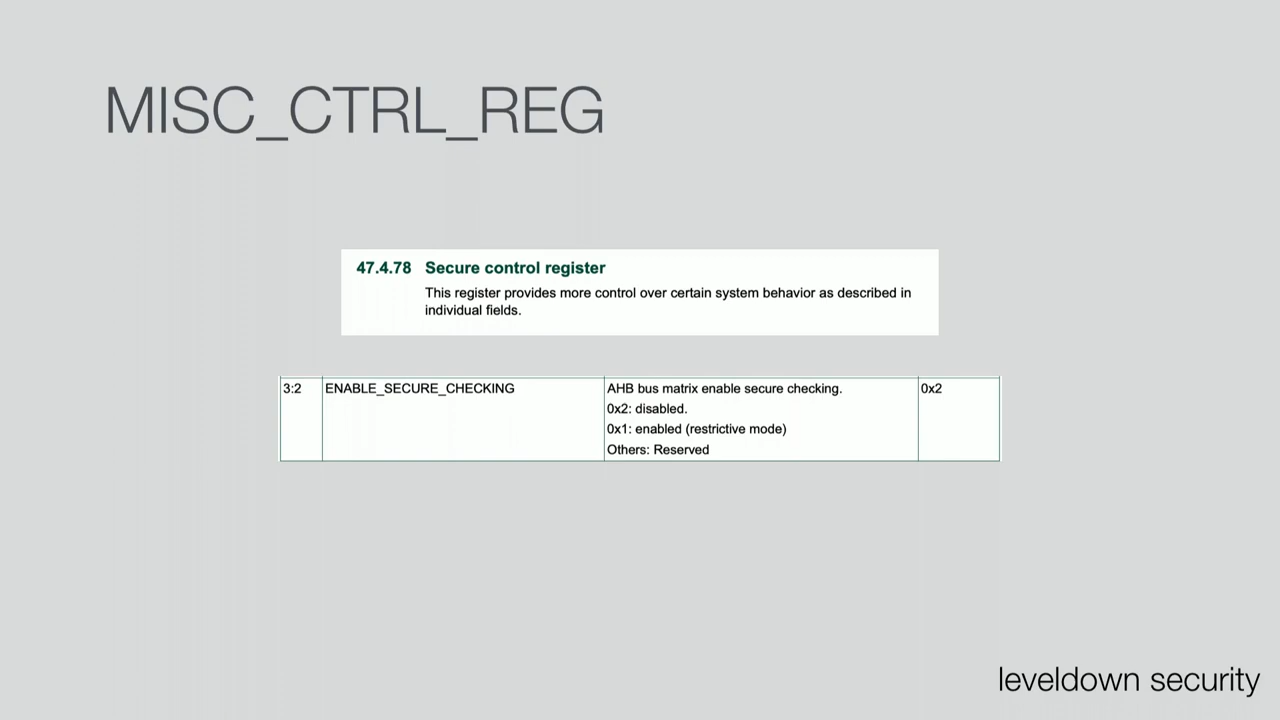 MISC_CTRL_REG
47.4.78 Secure control register
This register provides more control over certain system behavior as described in
individual fields.
3:2 ENABLE_SECURE_CHECKING AHB bus matrix enable secure checking. 0x2
0x2: disabled.
0x1: enabled (restrictive mode)
Others: Reserved
leveldown security